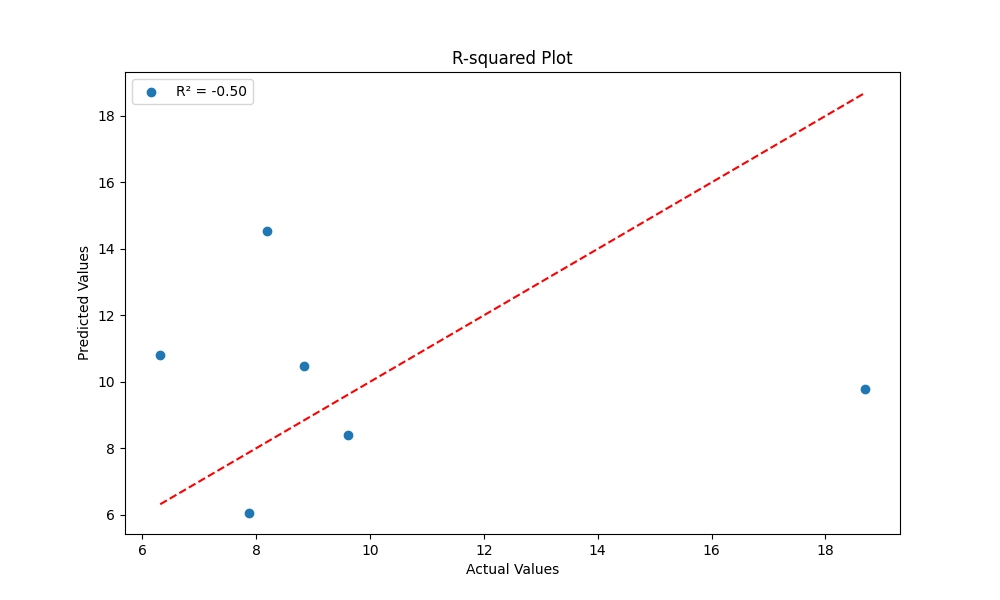 R-squared Plot
R² = -0.50
18
16
14
12
10
8
6
Predicted Values
6 8 10 12 14 16 18
Actual Values